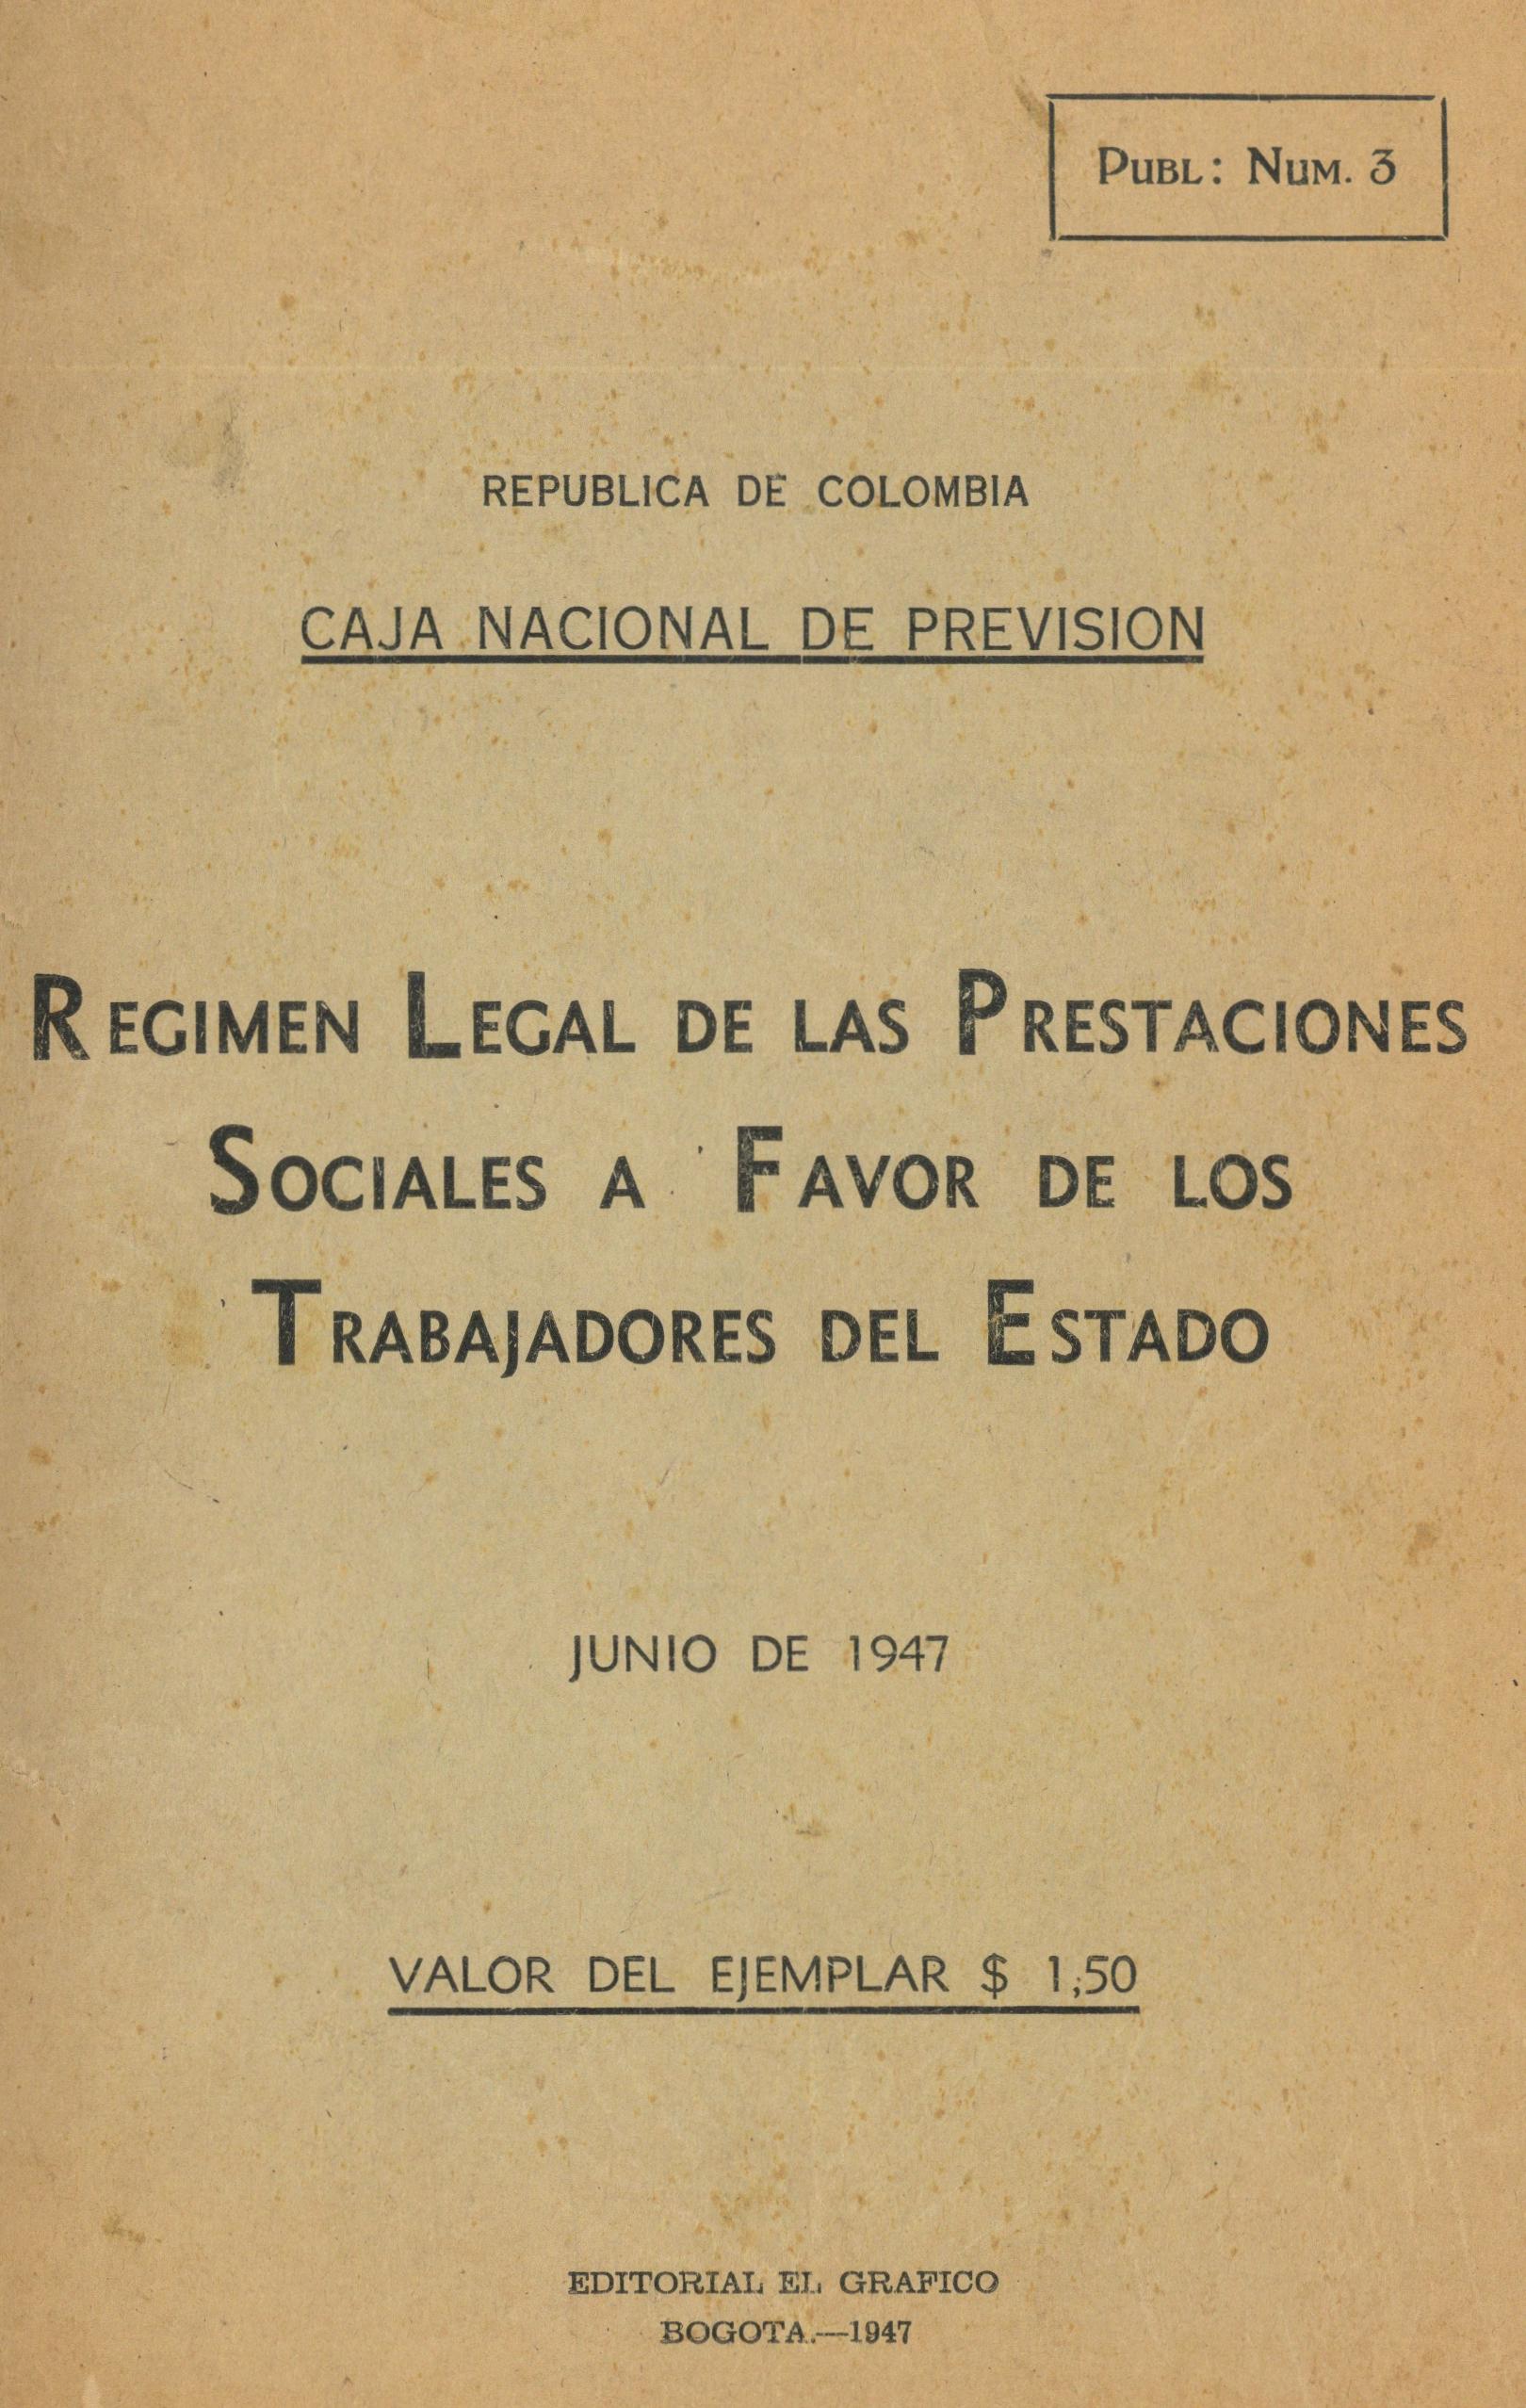 PUBL: NUM. 3
REPUBLICA DE COLOMBIA
CAJA NACIONAL DE PREVISION
REGIMEN LEGAL DE LAS PRESTACIONES
SOCIALES A FAVOR DE LOS
TRABAJADORES DEL ESTADO
JUNIO DE 1947
VALOR DEL EJEMPLAR $ 1,50
EDITORIAL EL GRAFICO
BOGOTA.—1947